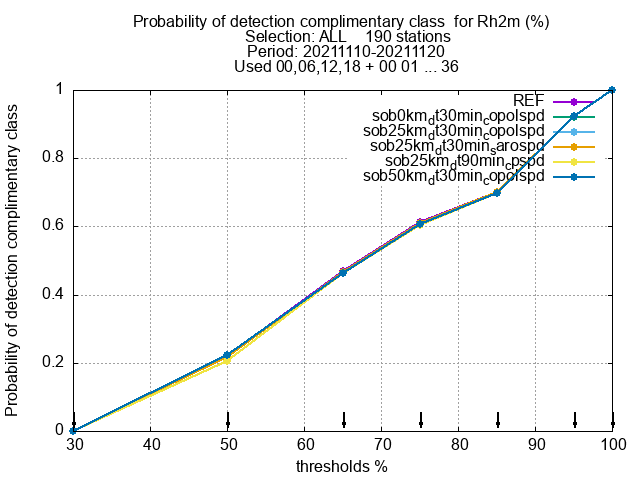 Probability of detection complimentary class  for Rh2m (%)
Selection: ALL    190 stations
Period: 20211110-20211120
Used 00,06,12,18 + 00 01 ... 36
Probability of detection complimentary class
1
0.8
0.6
0.4
0.2
0
REF
sob0km_dt30min_copolspd
sob25km_dt30min_copolspd
sob25km_dt30min_sarospd
sob25km_dt90min_cpspd
sob50km_dt30min_copolspd
30 40 50 60 70 80 90 100
thresholds %